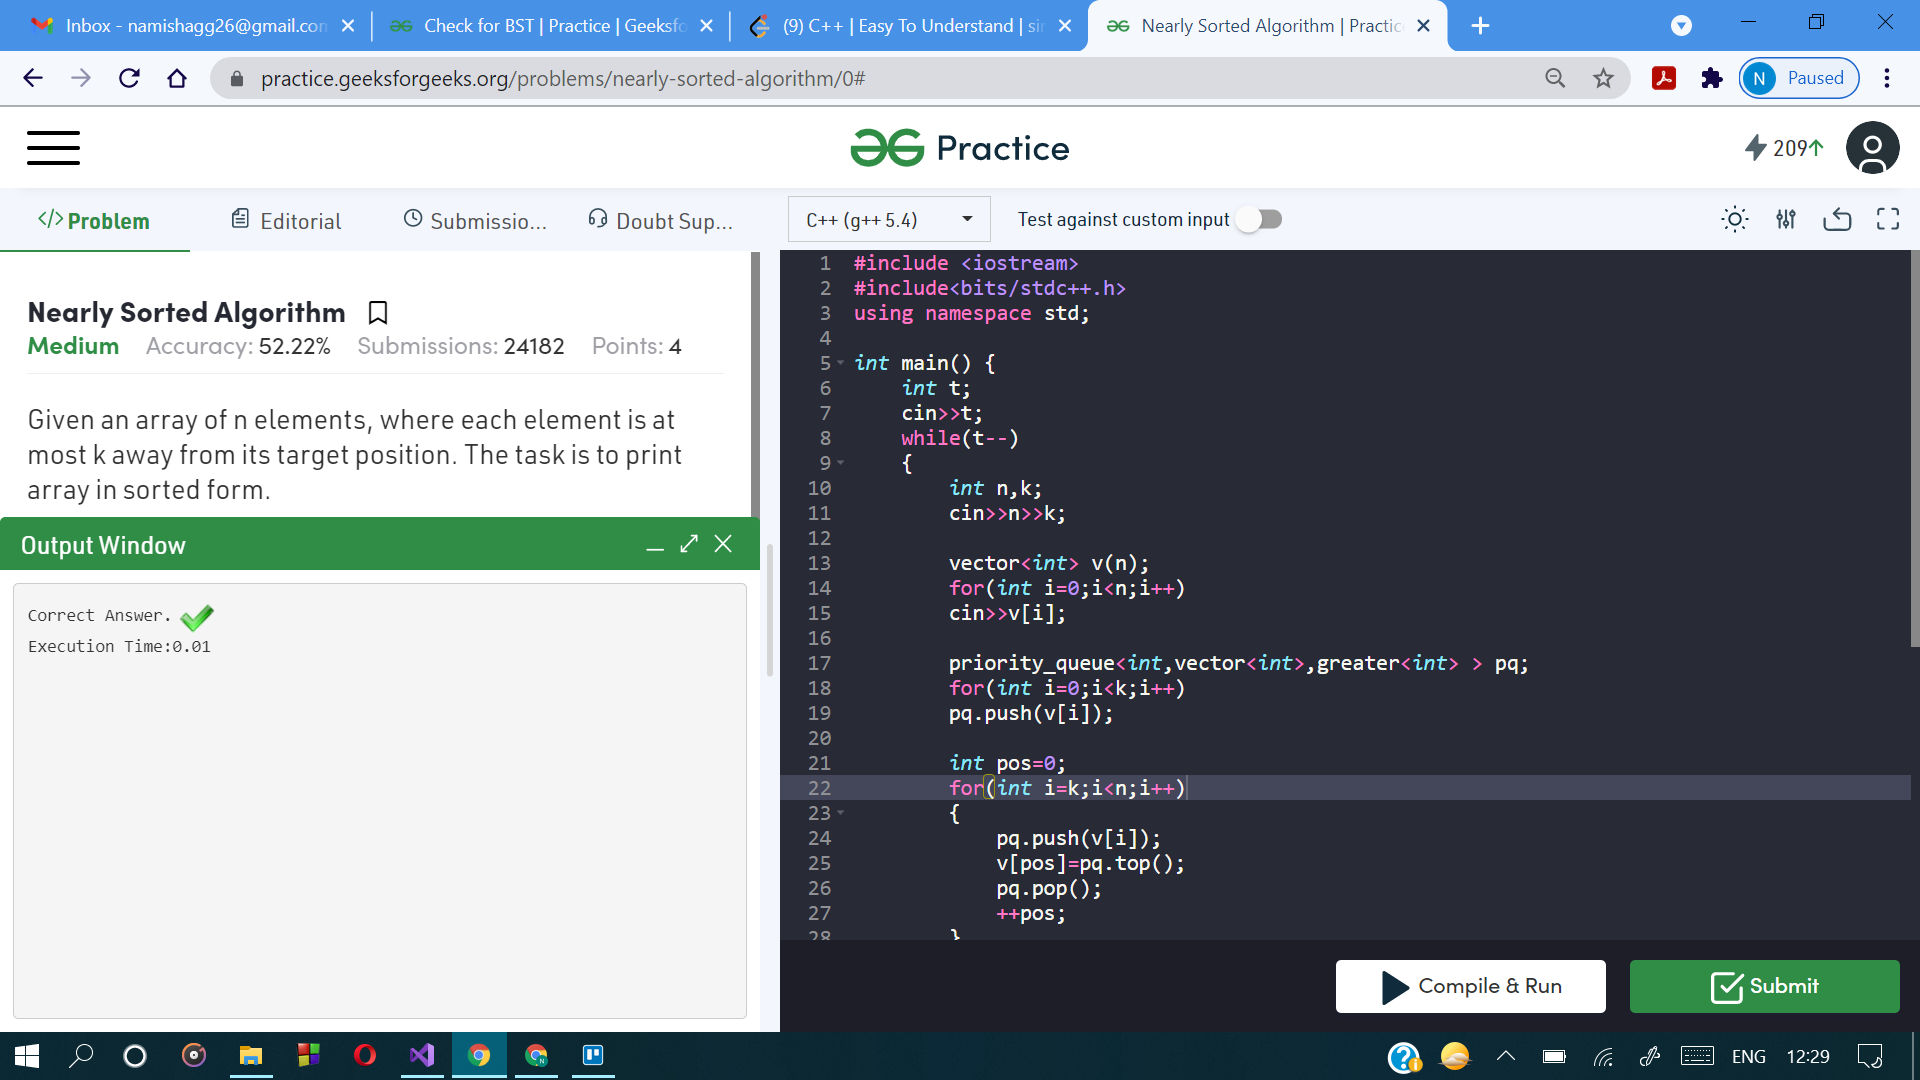 Inbox - namishagg26@gmail.com
Check for BST | Practice | Geeksfo
(9) C++ | Easy To Understand | sin
Nearly Sorted Algorithm | Practic
practice.geeksforgeeks.org/problems/nearly-sorted-algorithm/0#
N Paused
Practice
209
</>Problem
Editorial
Submissio...
Doubt Sup...
C++ (g++ 5.4)
Test against custom input
Nearly Sorted Algorithm
Medium Accuracy: 52.22% Submissions: 24182 Points: 4
Given an array of n elements, where each element is at
most k away from its target position. The task is to print
array in sorted form.
Output Window
Correct Answer.
Execution Time:0.01
1 #include <iostream>
2 #include<bits/stdc++.h>
3 using namespace std;
4
5 int main() {
6 int t;
7 cin>>t;
8 while(t--)
9 {
10 int n,k;
11 cin>>n>>k;
12
13 vector<int> v(n);
14 for(int i=0;i<n;i++)
15 cin>>v[i];
16
17 priority_queue<int,vector<int>,greater<int> > pq;
18 for(int i=0;i<k;i++)
19 pq.push(v[i]);
20
21 int pos=0;
22 for(int i=k;i<n;i++)
23 {
24 pq.push(v[i]);
25 v[pos]=pq.top();
26 pq.pop();
27 ++pos;
28 }
Compile & Run
Submit
ENG
12:29